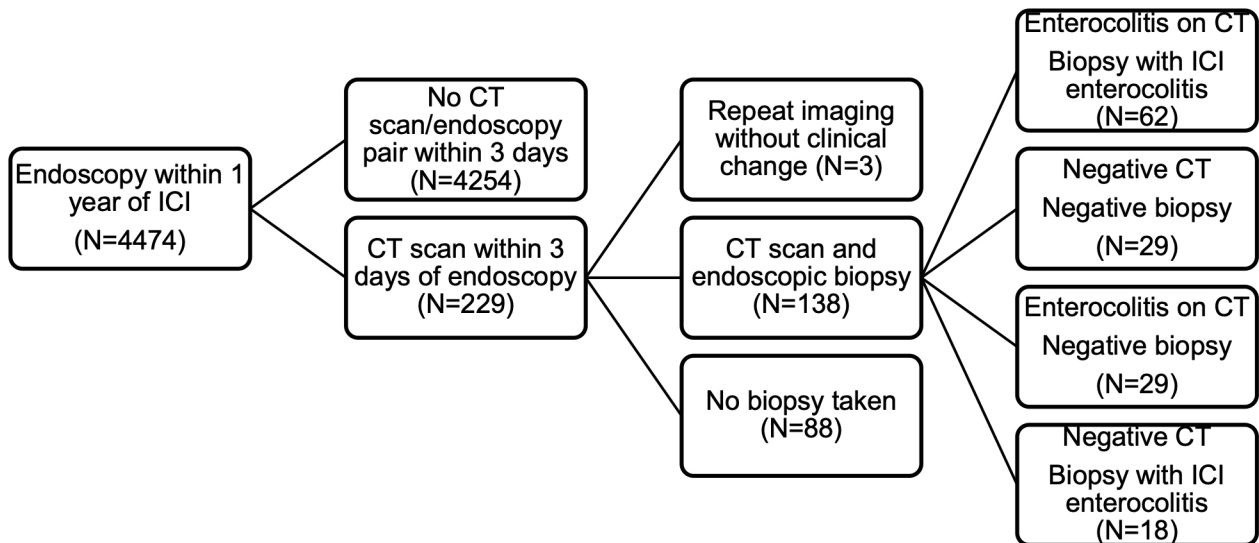 Endoscopy within 1
year of ICI
(N=4474)
No CT
scan/endoscopy
pair within 3 days
(N=4254)
CT scan within 3
days of endoscopy
(N=229)
Repeat imaging
without clinical
change (N=3)
CT scan and
endoscopic biopsy
(N=138)
No biopsy taken
(N=88)
Enterocolitis on CT
Biopsy with ICI
enterocolitis
(N=62)
Negative CT
Negative biopsy
(N=29)
Enterocolitis on CT
Negative biopsy
(N=29)
Negative CT
Biopsy with ICI
enterocolitis
(N=18)